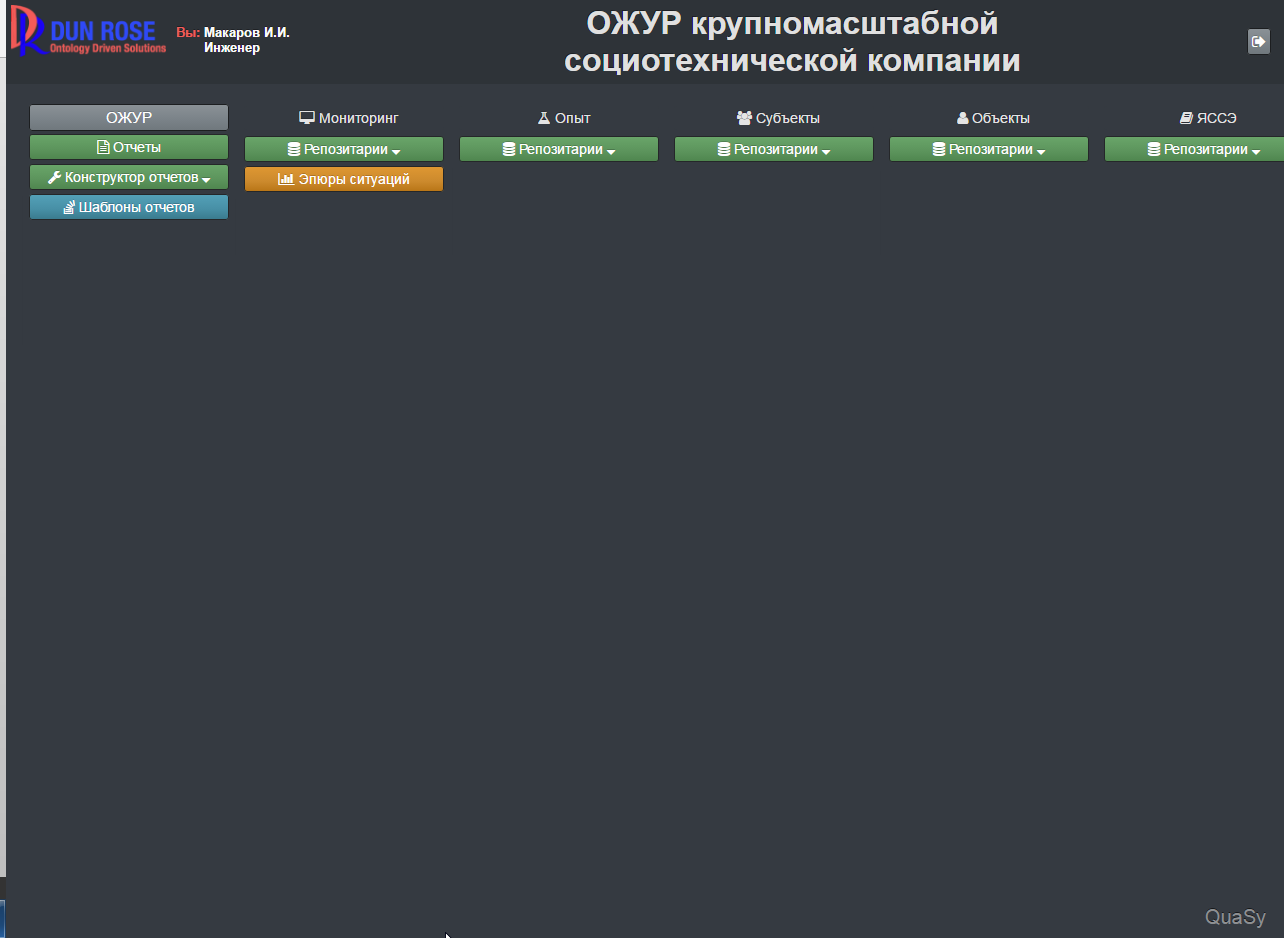 DUN ROSE
Ontology Driven Solutions
Вы: Макаров И.И.
Инженер
ОЖУР крупномасштабной
социотехнической компании
ОЖУР
Отчеты
Конструктор отчетов
Шаблоны отчетов
Мониторинг
Репозитарии
Эпюры ситуаций
Опыт
Репозитарии
Субъекты
Репозитарии
Объекты
Репозитарии
ЯССЭ
Репозитарии
QuaSy